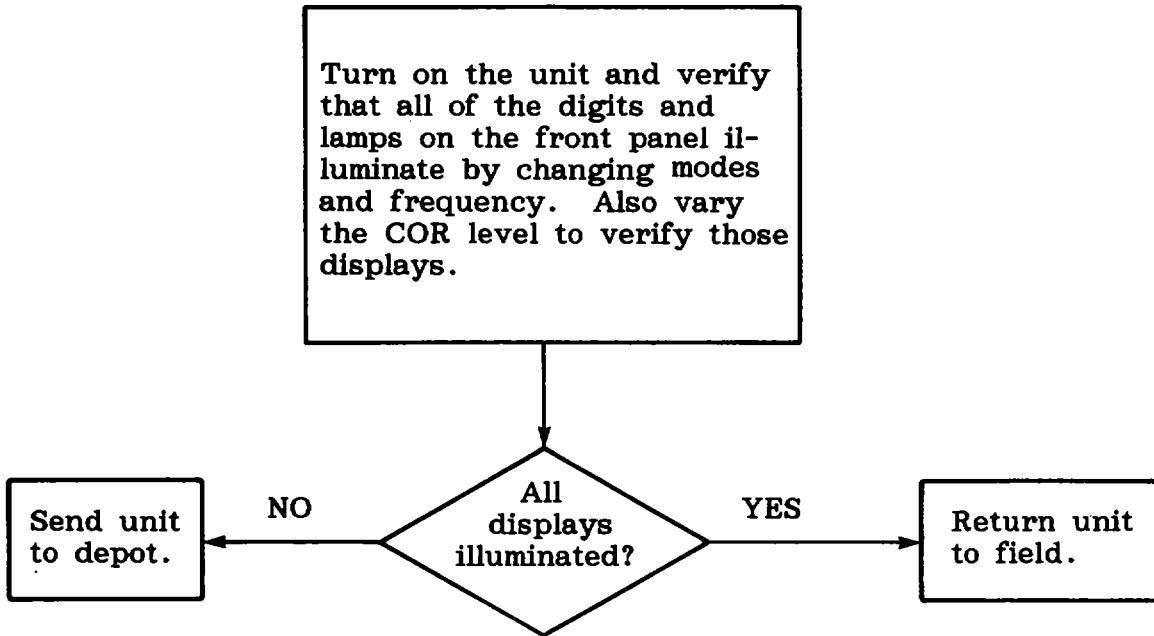 Turn on the unit and verify
that all of the digits and
lamps on the front panel il-
luminate by changing modes
and frequency. Also vary
the COR level to verify those
displays.
All
displays
illuminated?
NO
YES
Send unit
to depot.
Return unit
to field.